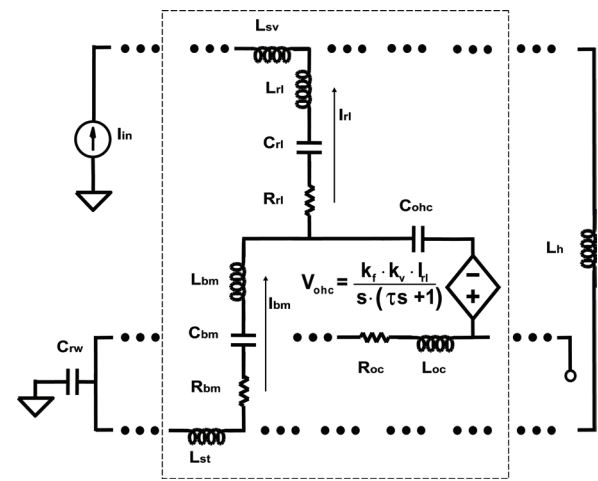 Lsv
Lrl
Irl
Iin
Crl
Rrl
Cohc
Lh
Lbm
Vohc = kf · kv · Irl
s · (τs + 1)
Ibm
Cbm
Crw
Rbm
Roc
Loc
Lst